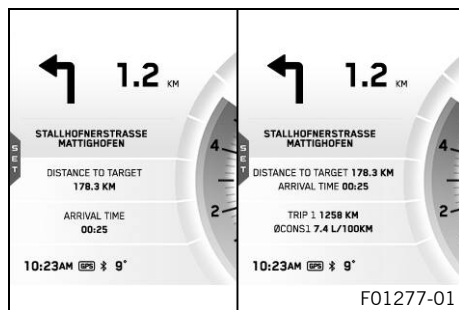 1.2 KM
STALLHOFNERSTRASSE
MATTIGHOFEN
SET
DISTANCE TO TARGET
178.3 KM
ARRIVAL TIME
00:25
10:23AM GPS 9°
4
2
1.2 KM
STALLHOFNERSTRASSE
MATTIGHOFEN
SET
DISTANCE TO TARGET 178.3 KM
ARRIVAL TIME 00:25
TRIP 1 1258 KM
ØCONS1 7.4 L/100KM
10:23AM GPS 9°
4
2
F01277-01